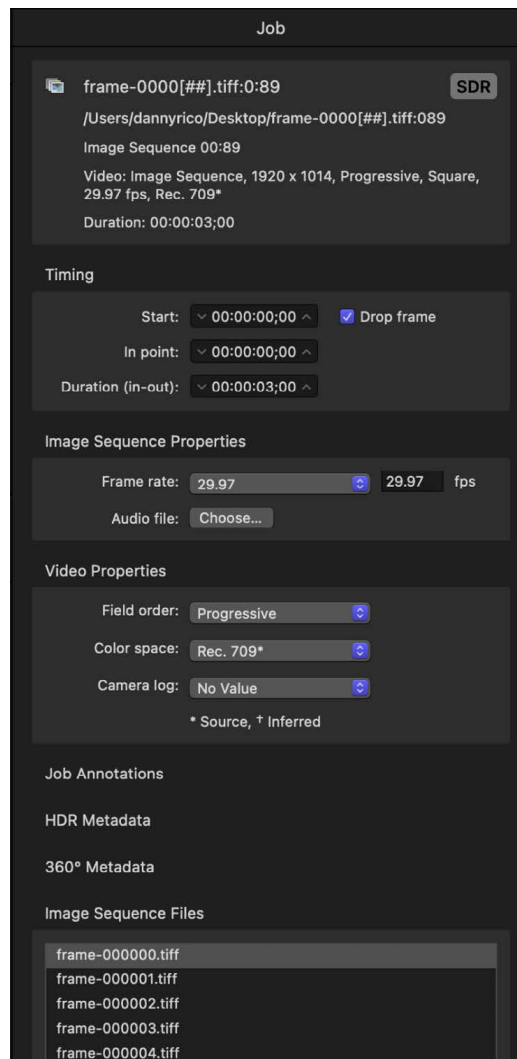 Job
frame-0000[##].tiff:0:89
SDR
/Users/dannyrico/Desktop/frame-0000[##].tiff:089
Image Sequence 00:89
Video: Image Sequence, 1920 x 1014, Progressive, Square,
29.97 fps, Rec. 709*
Duration: 00:00:03;00
Timing
Start: 00:00:00;00 Drop frame
In point: 00:00:00;00
Duration (in-out): 00:00:03;00
Image Sequence Properties
Frame rate: 29.97 29.97 fps
Audio file: Choose...
Video Properties
Field order: Progressive
Color space: Rec. 709*
Camera log: No Value
* Source, † Inferred
Job Annotations
HDR Metadata
360° Metadata
Image Sequence Files
frame-000000.tiff
frame-000001.tiff
frame-000002.tiff
frame-000003.tiff
frame-000004.tiff